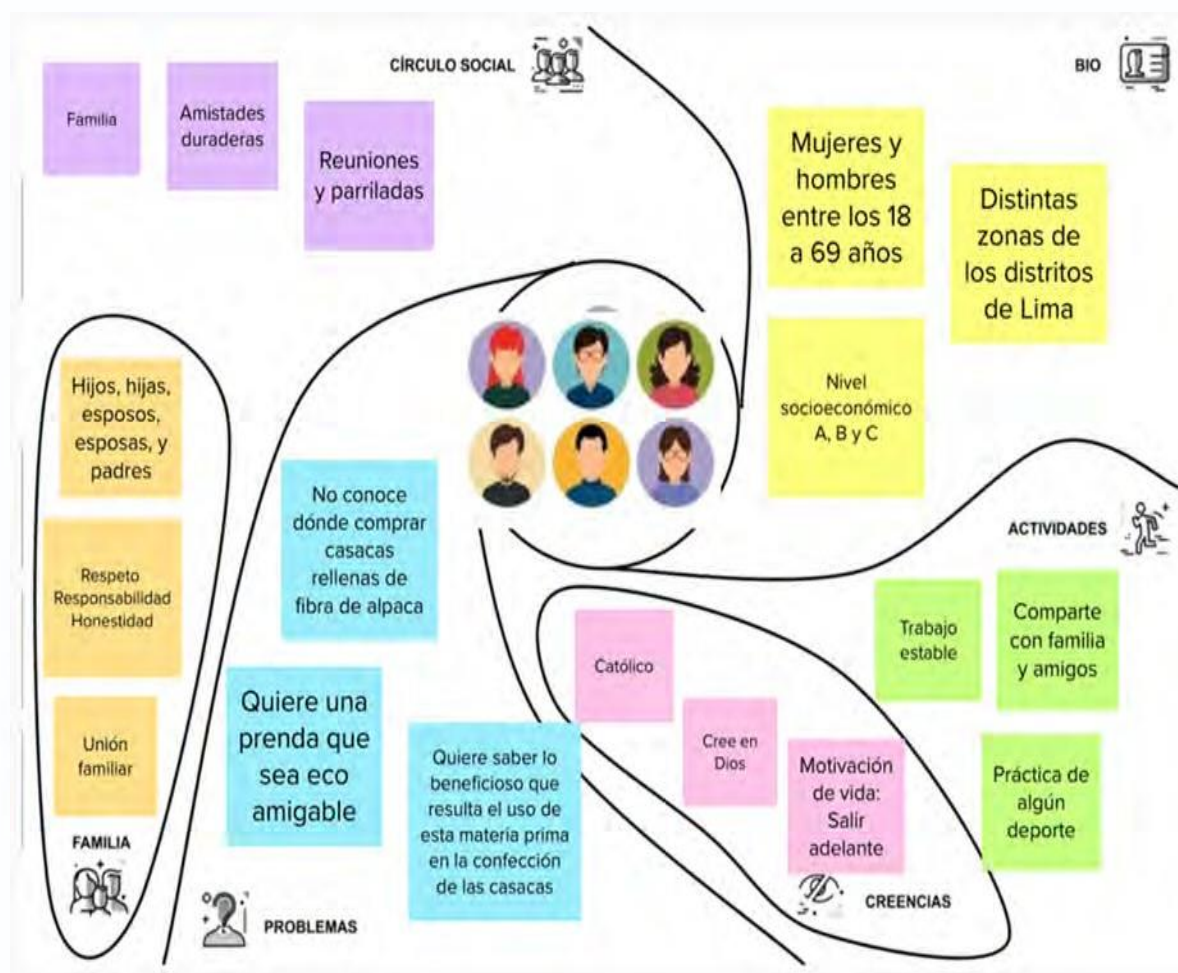 CÍRCULO SOCIAL
Familia
Amistades
duraderas
Reuniones
y parriladas
BIO
Mujeres y
hombres
entre los 18
a 69 años
Distintas
zonas de
los distritos
de Lima
Nivel
socioeconómico
A, B y C
Hijos, hijas,
esposos,
esposas, y
padres
Respeto
Responsabilidad
Honestidad
Unión
familiar
FAMILIA
No conoce
dónde comprar
casacas
rellenas de
fibra de alpaca
Quiere una
prenda que
sea eco
amigable
Quiere saber lo
beneficioso que
resulta el uso de
esta materia prima
en la confección
de las casacas
PROBLEMAS
Católico
Cree en
Dios
Motivación
de vida:
Salir
adelante
CREENCIAS
ACTIVIDADES
Trabajo
estable
Comparte
con familia
y amigos
Práctica de
algún
deporte